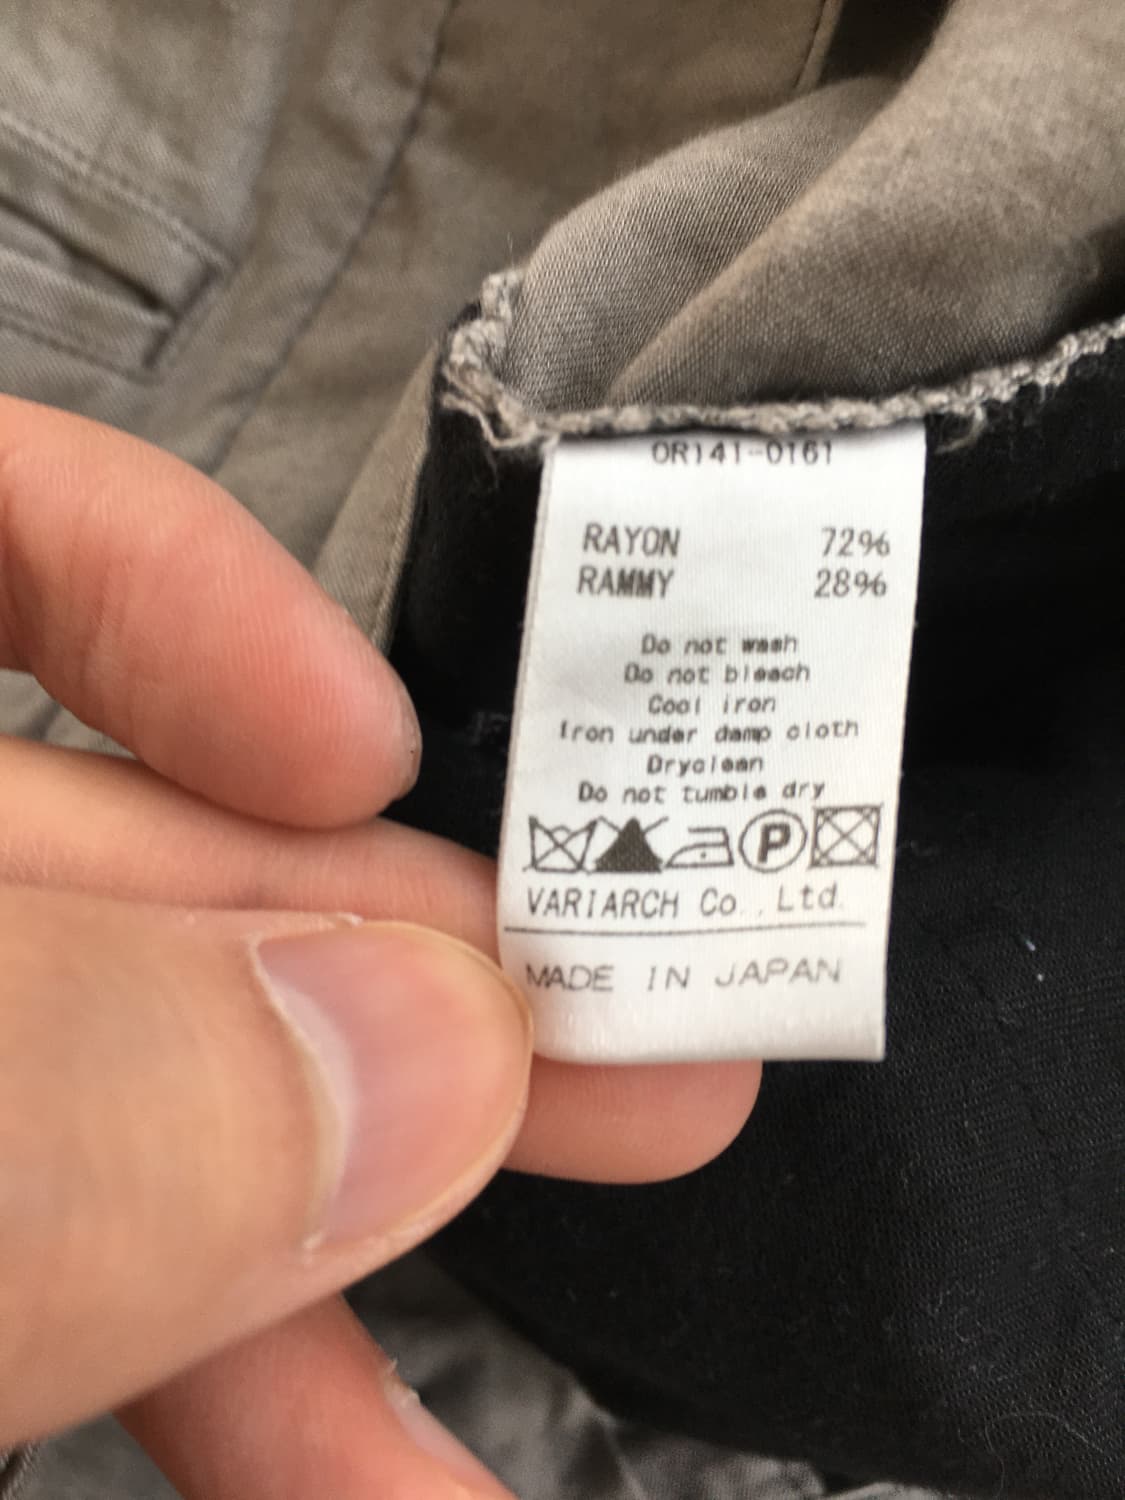 OR141-0161
RAYON 72%
RAMMY 28%
Do not wash
Do not bleach
Cool iron
Iron under damp cloth
Dryclean
Do not tumble dry
P
VARIARCH Co., Ltd.
MADE IN JAPAN